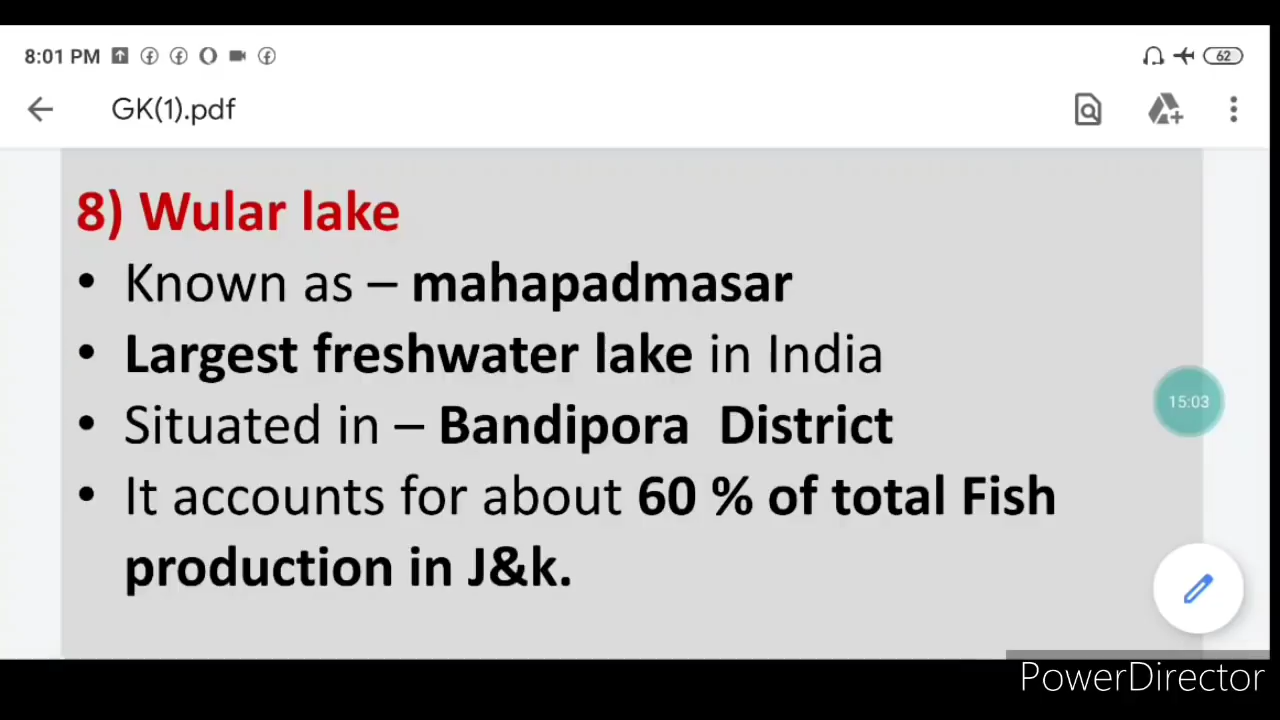 8:01 PM
62
GK(1).pdf
8) Wular lake
• Known as – mahapadmasar
• Largest freshwater lake in India
• Situated in – Bandipora District
15:03
• It accounts for about 60 % of total Fish
production in J&k.
PowerDirector